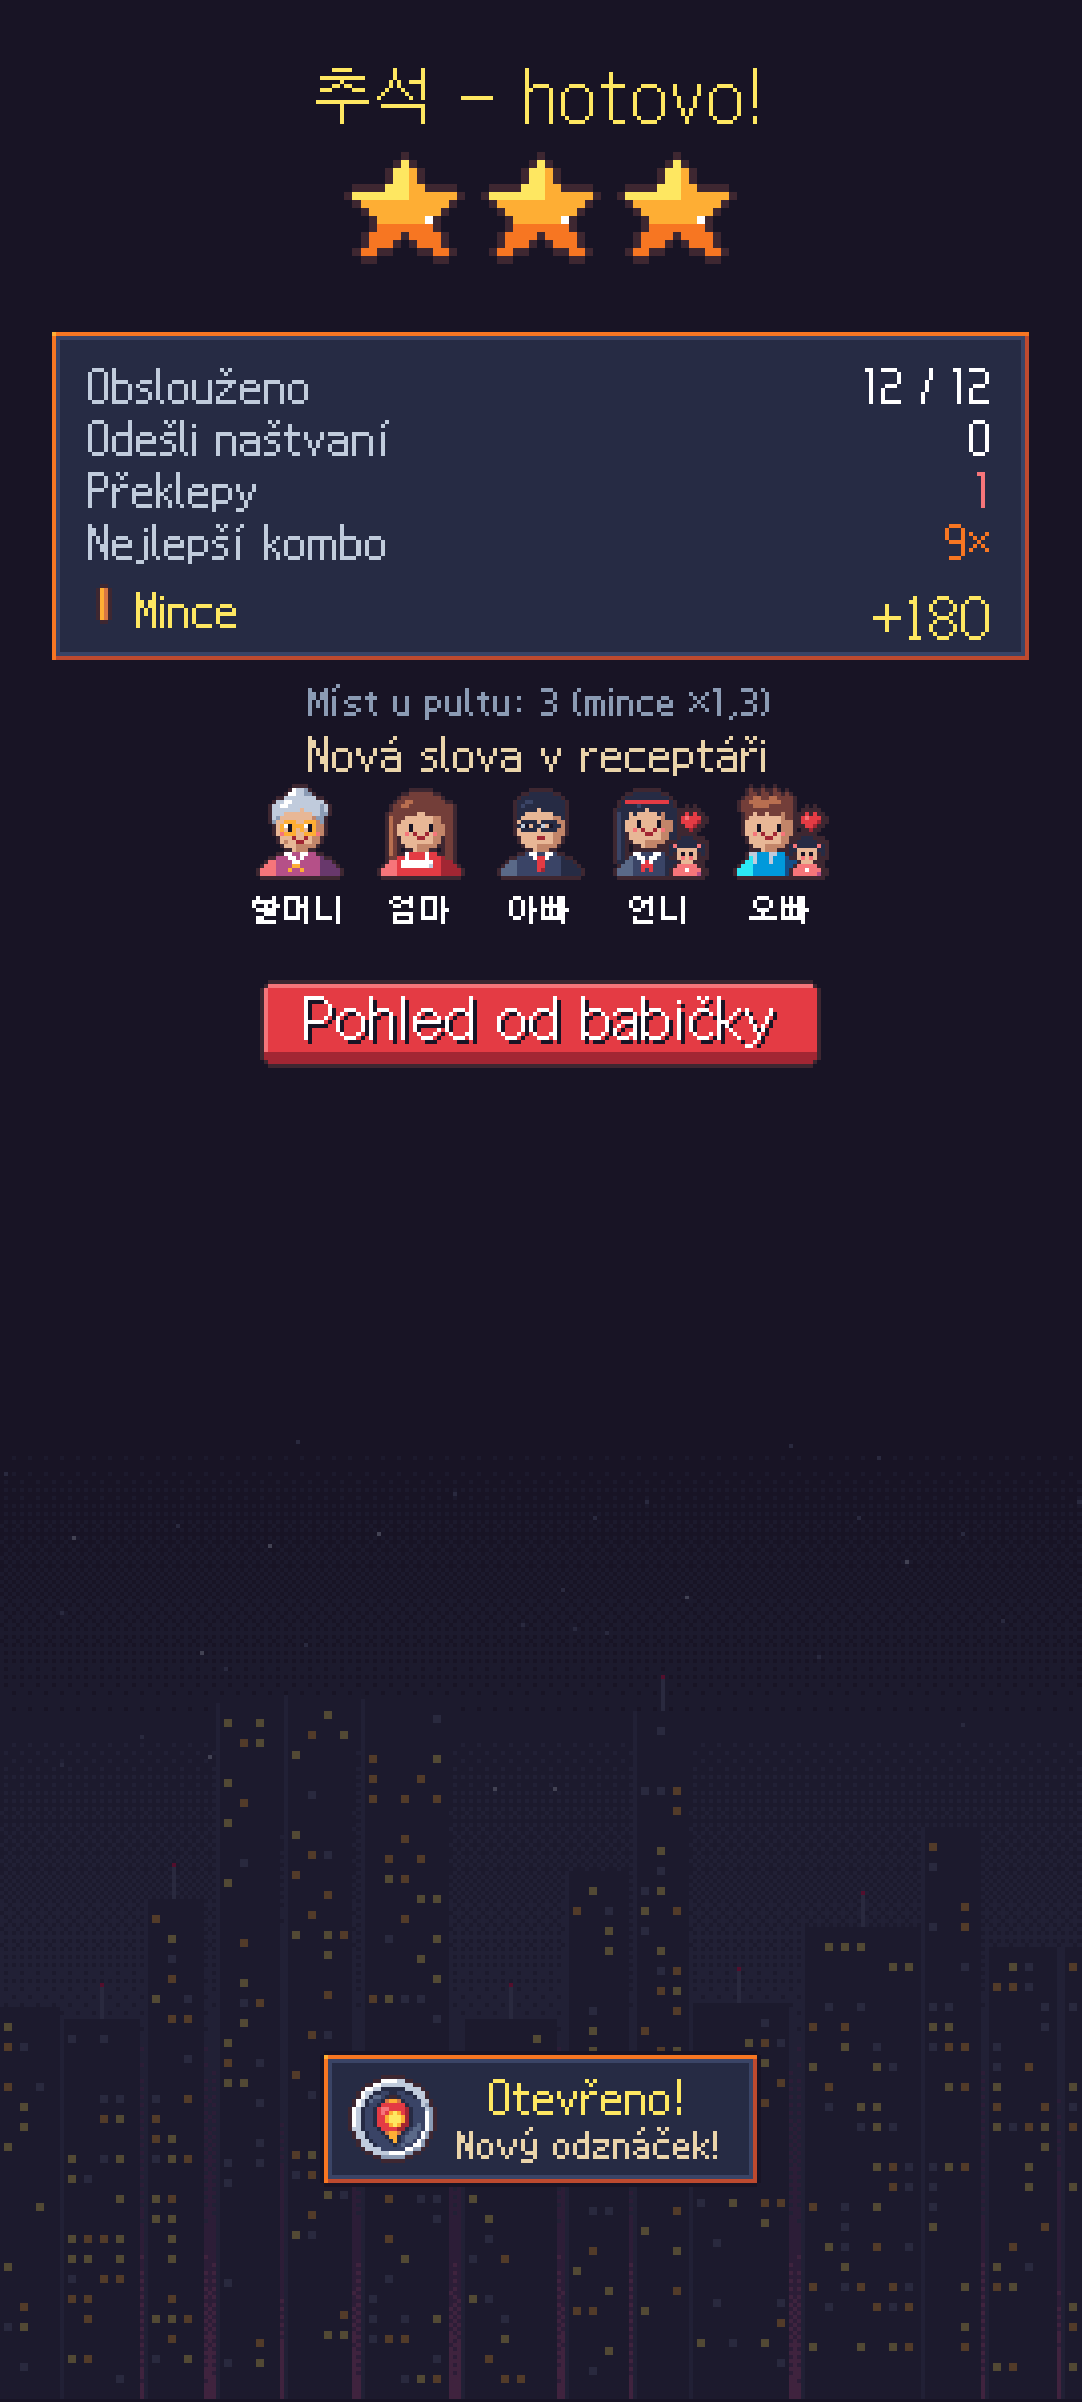 추석 – hotovo!
Obslouženo 12 / 12
Odešli naštvaní 0
Překlepy 1
Nejlepší kombo 9×
Mince +180
Míst u pultu: 3 (mince ×1,3)
Nová slova v receptáři
할머니 엄마 아빠 언니 오빠
Pohled od babičky
Otevřeno!
Nový odznáček!